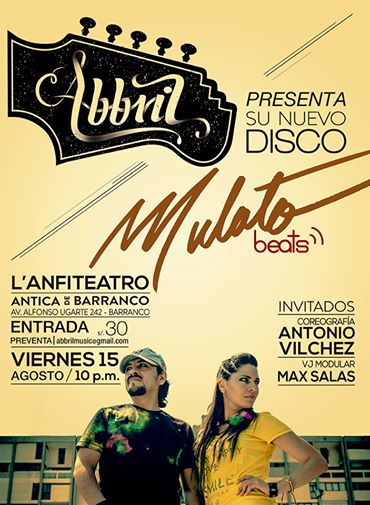 Abbril
PRESENTA
SU NUEVO
DISCO
Mulato
beats
L'ANFITEATRO
ANTICA DE BARRANCO
AV. ALFONSO UGARTE 242 - BARRANCO
ENTRADA s/. 30
PREVENTA | abbrilmusic@gmail.com
VIERNES 15
AGOSTO / 10 p.m.
INVITADOS
COREOGRAFÍA
ANTONIO
VILCHEZ
VJ MODULAR
MAX SALAS
SMILE